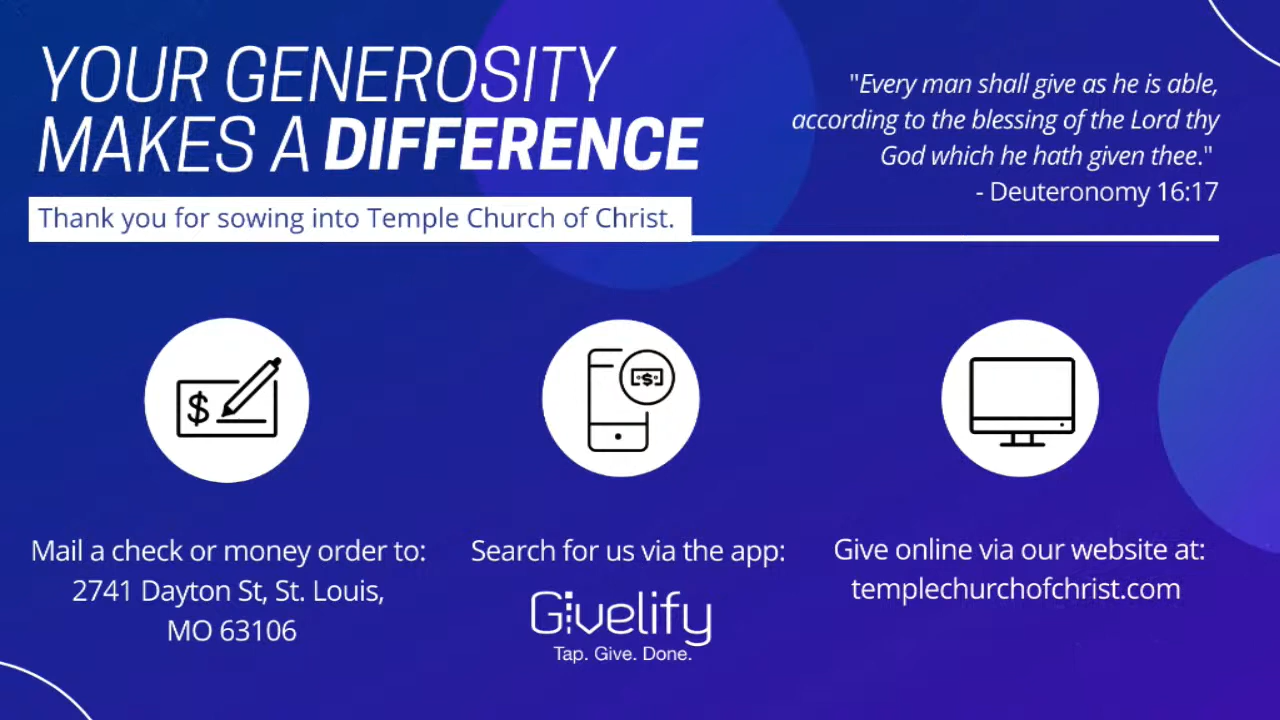 YOUR GENEROSITY
MAKES A DIFFERENCE
Thank you for sowing into Temple Church of Christ.
"Every man shall give as he is able,
according to the blessing of the Lord thy
God which he hath given thee."
- Deuteronomy 16:17
$
$
Mail a check or money order to:
2741 Dayton St, St. Louis,
MO 63106
Search for us via the app:
Givelify
Tap. Give. Done.
Give online via our website at:
templechurchofchrist.com